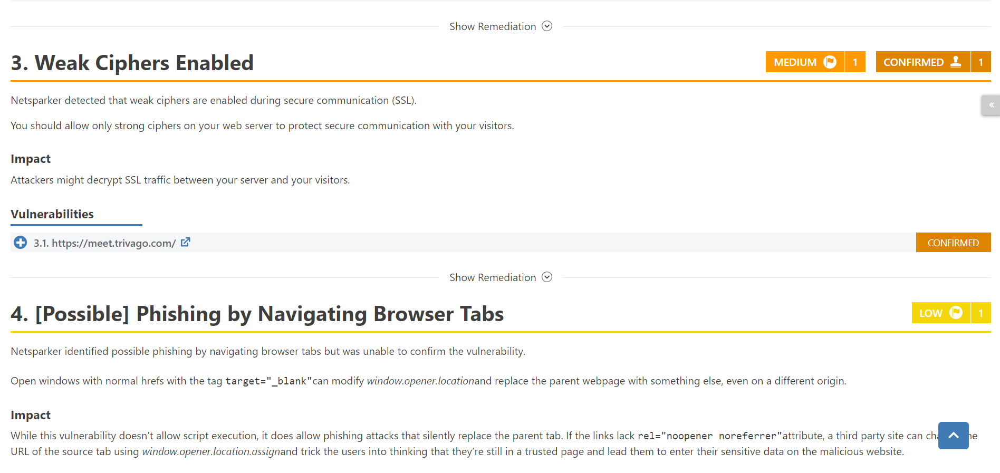 Show Remediation
3. Weak Ciphers Enabled
MEDIUM 1 CONFIRMED 1
Netsparker detected that weak ciphers are enabled during secure communication (SSL).
«
You should allow only strong ciphers on your web server to protect secure communication with your visitors.
Impact
Attackers might decrypt SSL traffic between your server and your visitors.
Vulnerabilities
3.1. https://meet.trivago.com/ CONFIRMED
Show Remediation
4. [Possible] Phishing by Navigating Browser Tabs
LOW 1
Netsparker identified possible phishing by navigating browser tabs but was unable to confirm the vulnerability.
Open windows with normal hrefs with the tag target="_blank"can modify window.opener.locationand replace the parent webpage with something else, even on a different origin.
Impact
While this vulnerability doesn't allow script execution, it does allow phishing attacks that silently replace the parent tab. If the links lack rel="noopener noreferrer"attribute, a third party site can
URL of the source tab using window.opener.location.assignand trick the users into thinking that they’re still in a trusted page and lead them to enter their sensitive data on the malicious website.